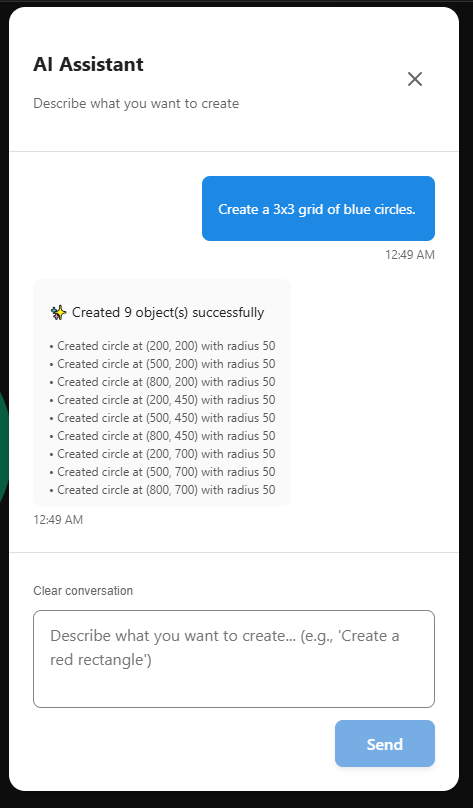 AI Assistant
Describe what you want to create
Create a 3x3 grid of blue circles.
12:49 AM
✨ Created 9 object(s) successfully
• Created circle at (200, 200) with radius 50
• Created circle at (500, 200) with radius 50
• Created circle at (800, 200) with radius 50
• Created circle at (200, 450) with radius 50
• Created circle at (500, 450) with radius 50
• Created circle at (800, 450) with radius 50
• Created circle at (200, 700) with radius 50
• Created circle at (500, 700) with radius 50
• Created circle at (800, 700) with radius 50
12:49 AM
Clear conversation
Describe what you want to create... (e.g., 'Create a
red rectangle')
Send